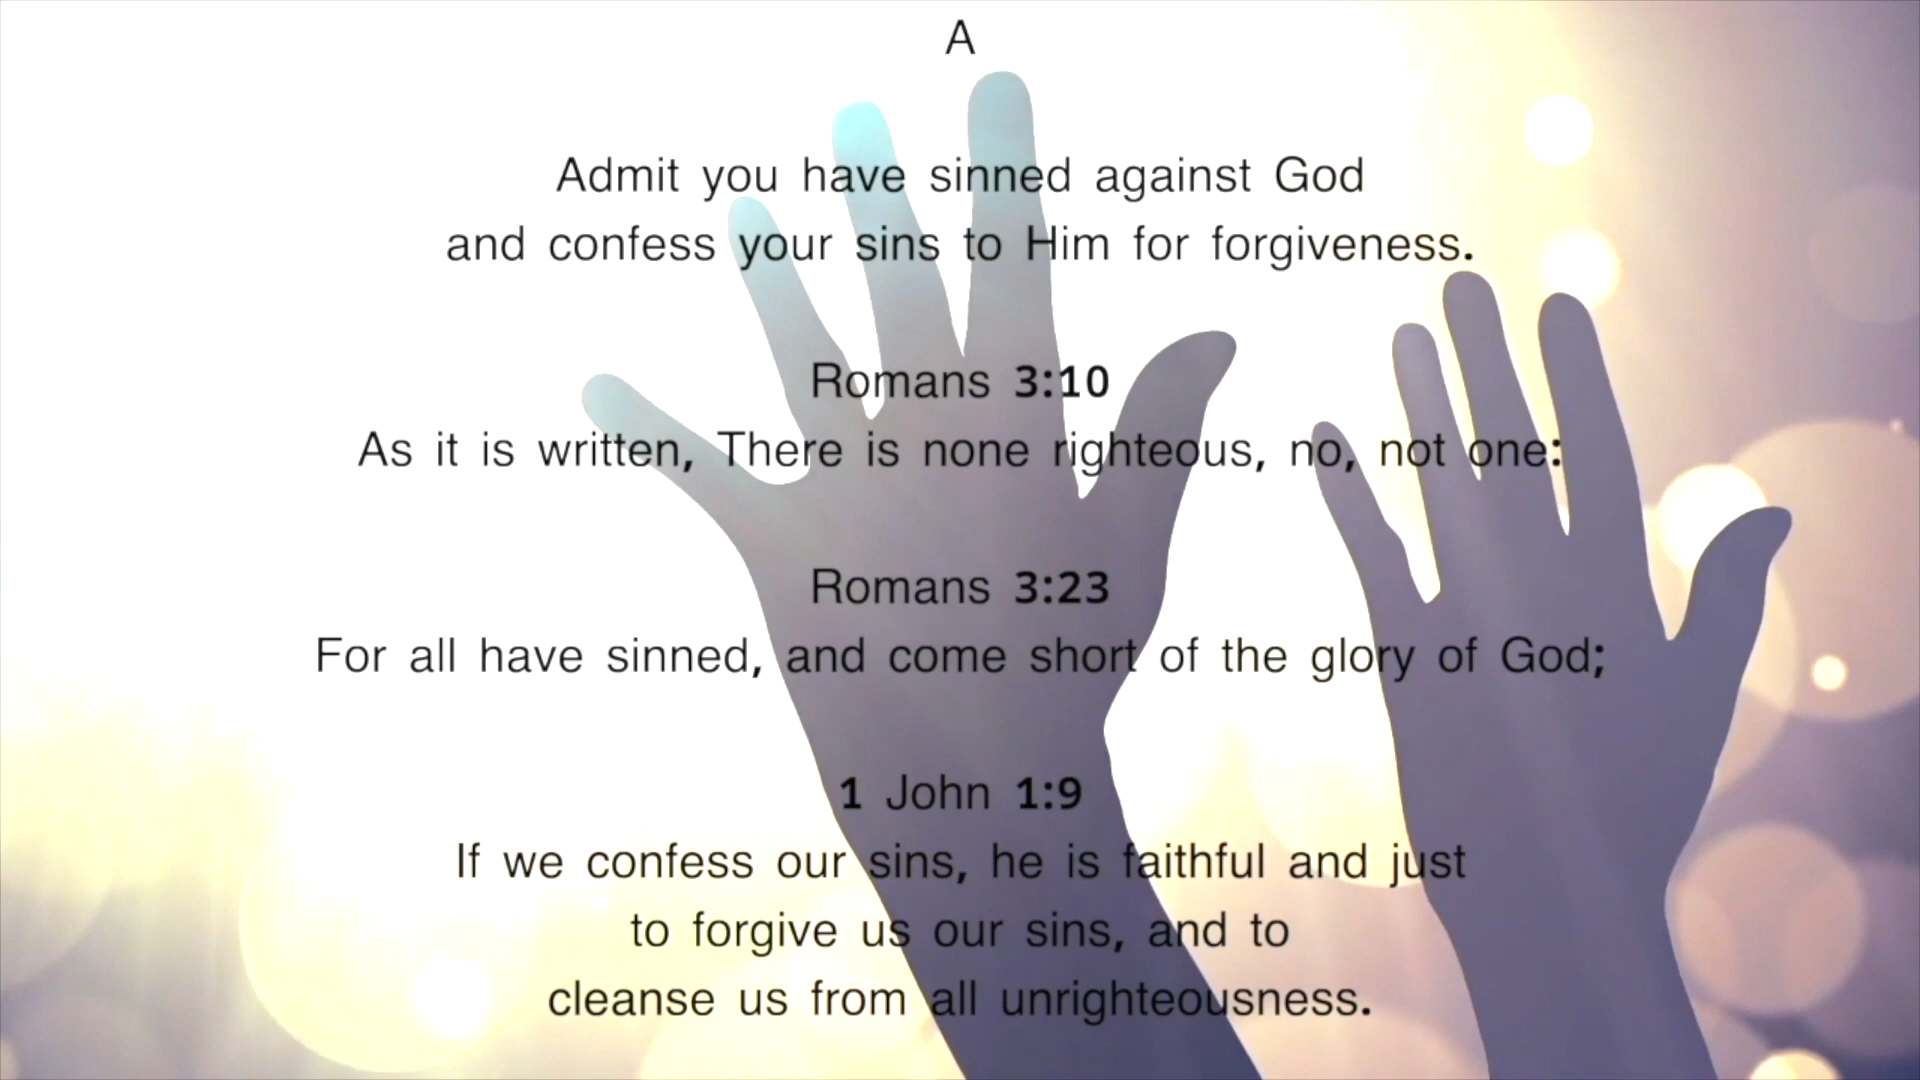 A
Admit you have sinned against God
and confess your sins to Him for forgiveness.
Romans 3:10
As it is written, There is none righteous, no, not one:
Romans 3:23
For all have sinned, and come short of the glory of God;
1 John 1:9
If we confess our sins, he is faithful and just
to forgive us our sins, and to
cleanse us from all unrighteousness.